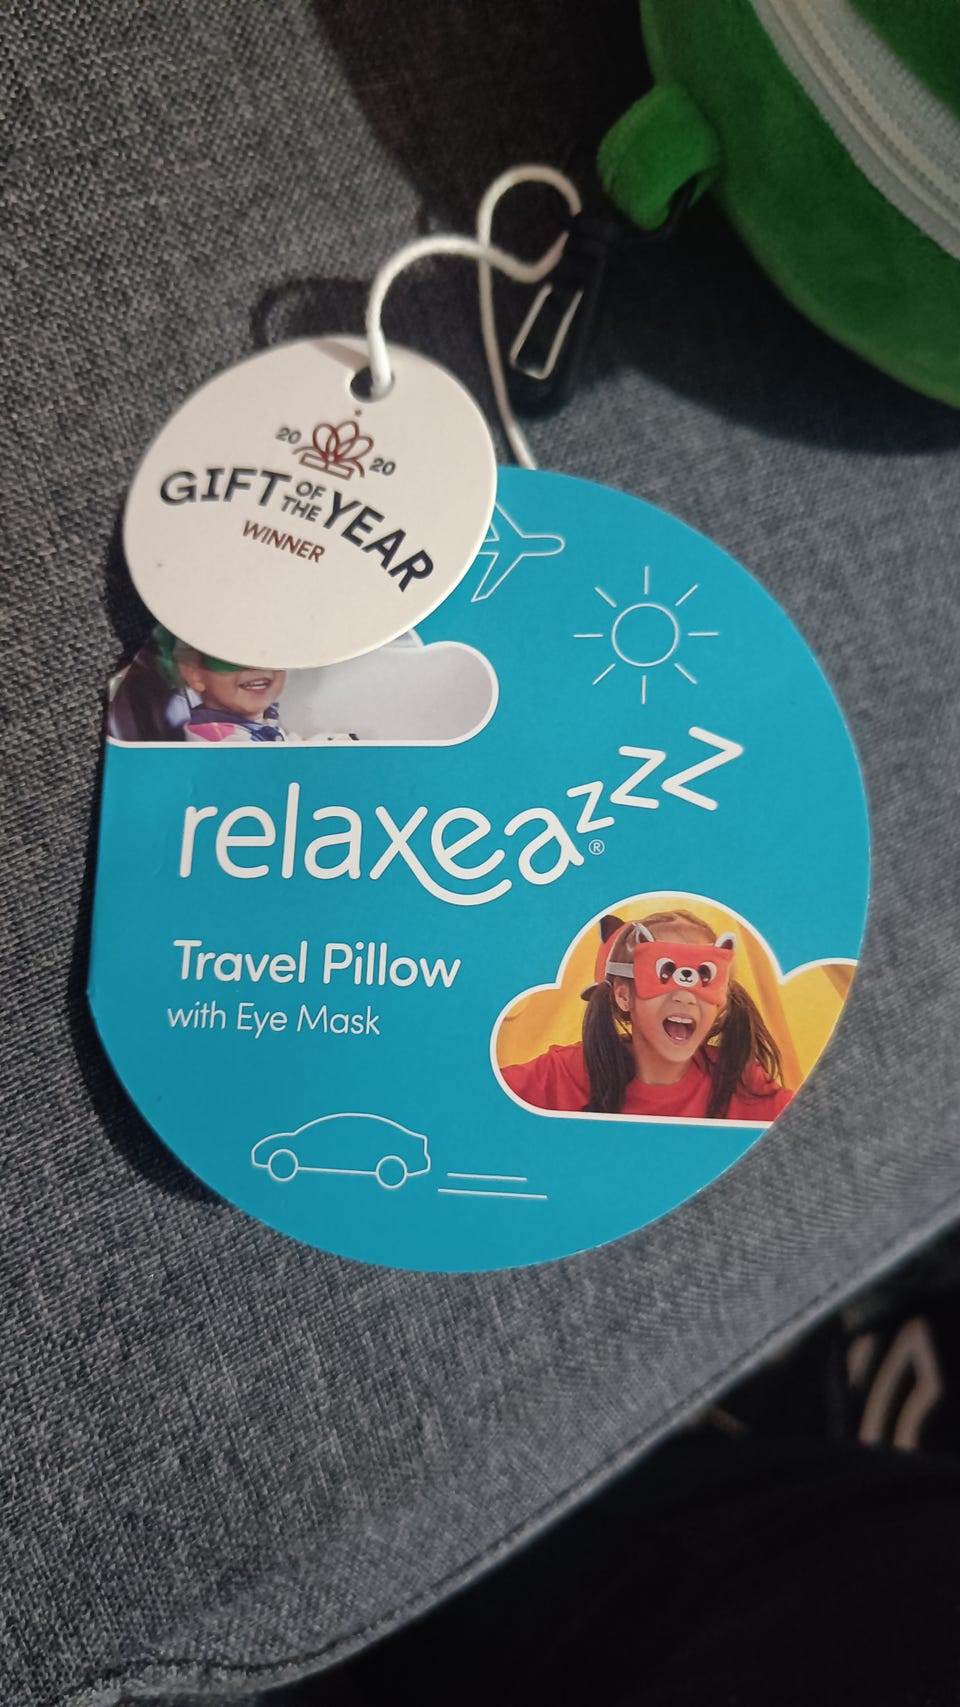 20 20
GIFT OF THE YEAR
WINNER
relaxeazzz®
Travel Pillow
with Eye Mask